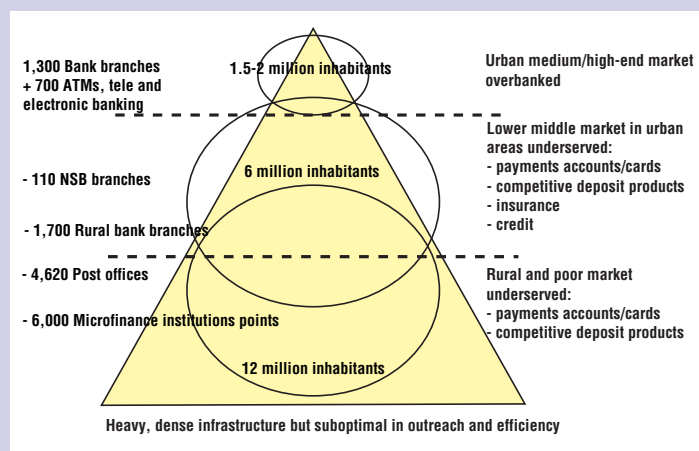 1,300 Bank branches
+ 700 ATMs, tele and
electronic banking
1.5-2 million inhabitants
Urban medium/high-end market
overbanked
Lower middle market in urban
areas underserved:
- payments accounts/cards
- competitive deposit products
- insurance
- credit
6 million inhabitants
- 110 NSB branches
- 1,700 Rural bank branches
- 4,620 Post offices
- 6,000 Microfinance institutions points
Rural and poor market
underserved:
- payments accounts/cards
- competitive deposit products
12 million inhabitants
Heavy, dense infrastructure but suboptimal in outreach and efficiency